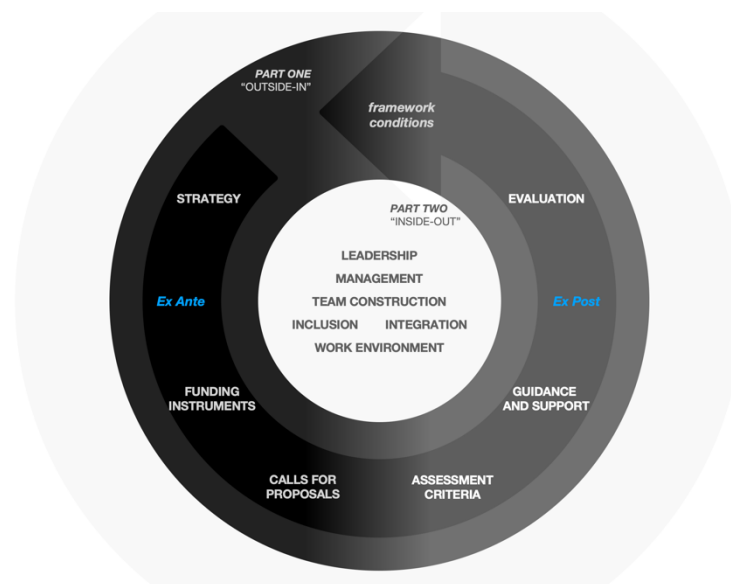 PART ONE
“OUTSIDE-IN”
framework
conditions
STRATEGY
EVALUATION
PART TWO
“INSIDE-OUT”
LEADERSHIP
MANAGEMENT
TEAM CONSTRUCTION
INCLUSION INTEGRATION
WORK ENVIRONMENT
Ex Ante
Ex Post
FUNDING
INSTRUMENTS
GUIDANCE
AND SUPPORT
CALLS FOR
PROPOSALS
ASSESSMENT
CRITERIA